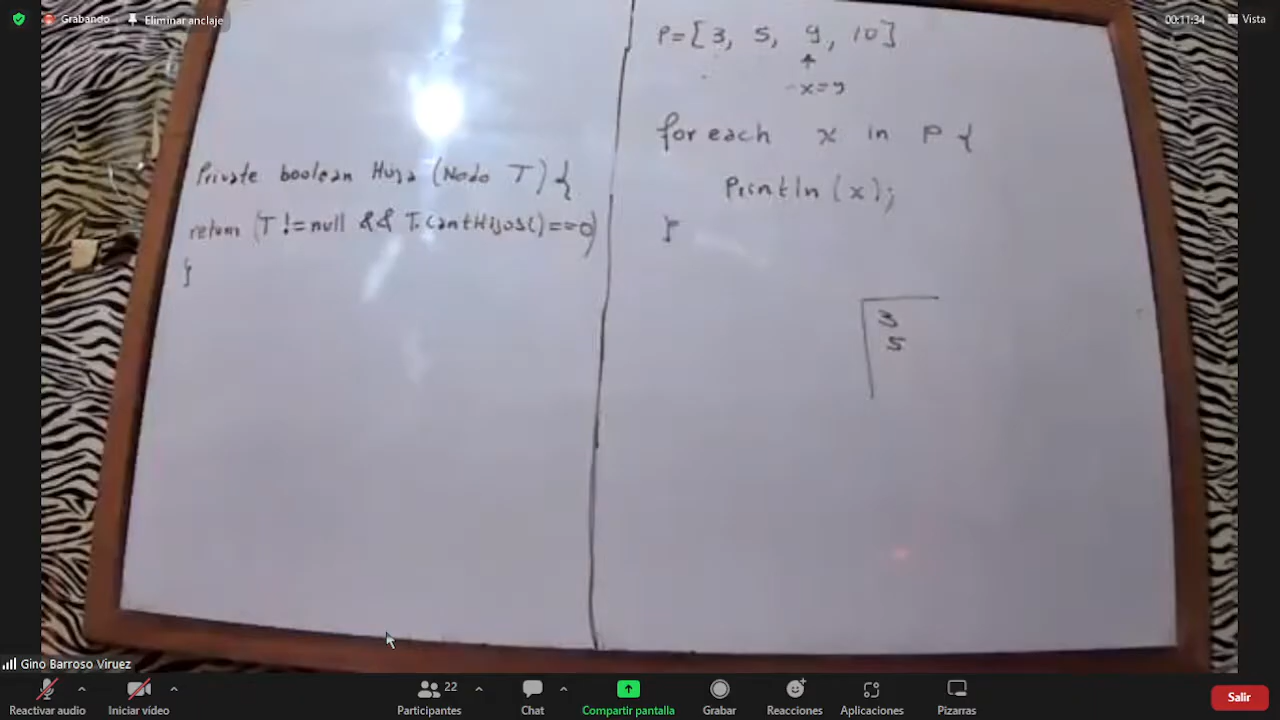 Grabando
Eliminar anclaje
00:11:34
Vista
Private boolean Hoja (Nodo T) {
return (T != null && T.CantHijos() == 0)
}
P = [3, 5, 9, 10]
x = 9
for each x in P {
Println (x);
}
3
5
Gino Barroso Viruez
Reactivar audio
Iniciar vídeo
22
Participantes
Chat
Compartir pantalla
Grabar
Reacciones
Aplicaciones
Pizarras
Salir